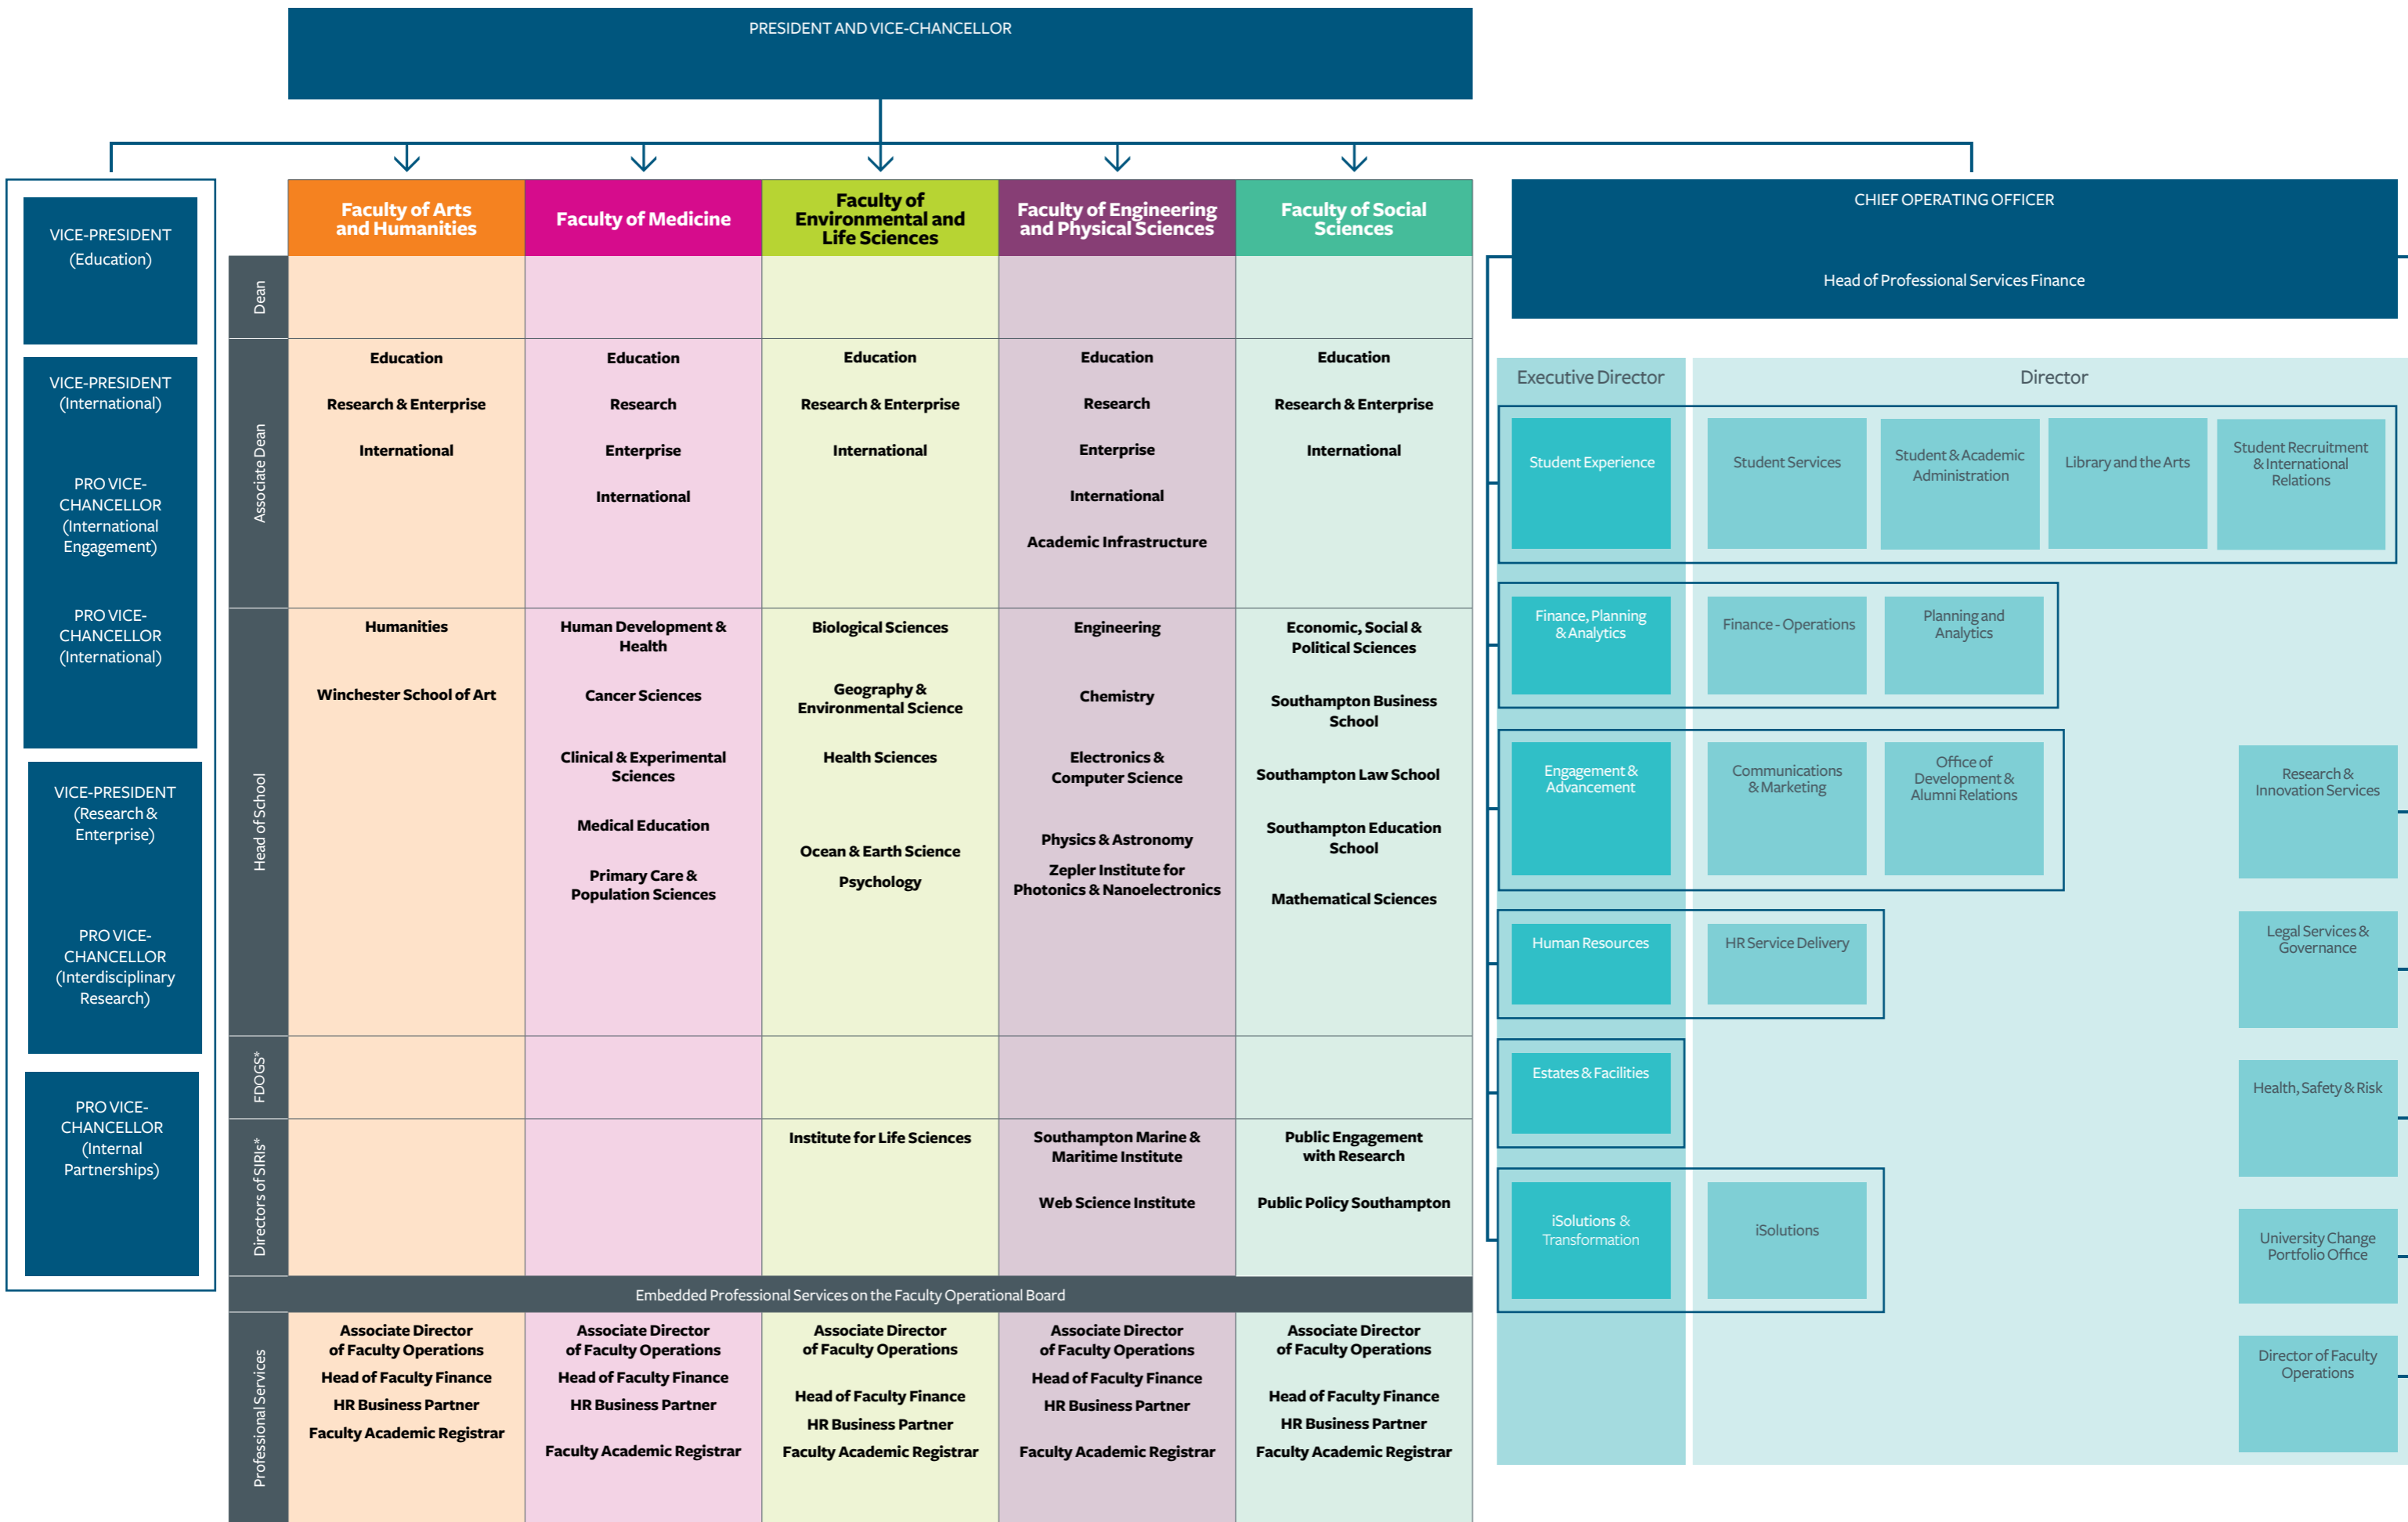 PRESIDENT AND VICE-CHANCELLOR
VICE-PRESIDENT
(Education)
VICE-PRESIDENT
(International)
PRO VICE-
CHANCELLOR
(International
Engagement)
PRO VICE-
CHANCELLOR
(International)
VICE-PRESIDENT
(Research &
Enterprise)
PRO VICE-
CHANCELLOR
(Interdisciplinary
Research)
PRO VICE-
CHANCELLOR
(Internal
Partnerships)
Faculty of Arts
and Humanities
Faculty of Medicine
Faculty of
Environmental and
Life Sciences
Faculty of Engineering
and Physical Sciences
Faculty of Social
Sciences
Dean
Associate Dean
Education
Research & Enterprise
International
Education
Research
Enterprise
International
Education
Research & Enterprise
International
Education
Research
Enterprise
International
Academic Infrastructure
Education
Research & Enterprise
International
Head of School
Humanities
Winchester School of Art
Human Development &
Health
Cancer Sciences
Clinical & Experimental
Sciences
Medical Education
Primary Care &
Population Sciences
Biological Sciences
Geography &
Environmental Science
Health Sciences
Ocean & Earth Science
Psychology
Engineering
Chemistry
Electronics &
Computer Science
Physics & Astronomy
Zepler Institute for
Photonics & Nanoelectronics
Economic, Social &
Political Sciences
Southampton Business
School
Southampton Law School
Southampton Education
School
Mathematical Sciences
FDOGS*
Directors of SIRIs*
Institute for Life Sciences
Southampton Marine &
Maritime Institute
Web Science Institute
Public Engagement
with Research
Public Policy Southampton
Embedded Professional Services on the Faculty Operational Board
Professional Services
Associate Director
of Faculty Operations
Head of Faculty Finance
HR Business Partner
Faculty Academic Registrar
Associate Director
of Faculty Operations
Head of Faculty Finance
HR Business Partner
Faculty Academic Registrar
Associate Director
of Faculty Operations
Head of Faculty Finance
HR Business Partner
Faculty Academic Registrar
Associate Director
of Faculty Operations
Head of Faculty Finance
HR Business Partner
Faculty Academic Registrar
Associate Director
of Faculty Operations
Head of Faculty Finance
HR Business Partner
Faculty Academic Registrar
CHIEF OPERATING OFFICER
Head of Professional Services Finance
Executive Director
Director
Student Experience
Student Services
Student & Academic
Administration
Library and the Arts
Student Recruitment
& International
Relations
Finance, Planning
& Analytics
Finance - Operations
Planning and
Analytics
Engagement &
Advancement
Communications
& Marketing
Office of
Development &
Alumni Relations
Research &
Innovation Services
Human Resources
HR Service Delivery
Legal Services &
Governance
Estates & Facilities
Health, Safety & Risk
iSolutions &
Transformation
iSolutions
University Change
Portfolio Office
Director of Faculty
Operations